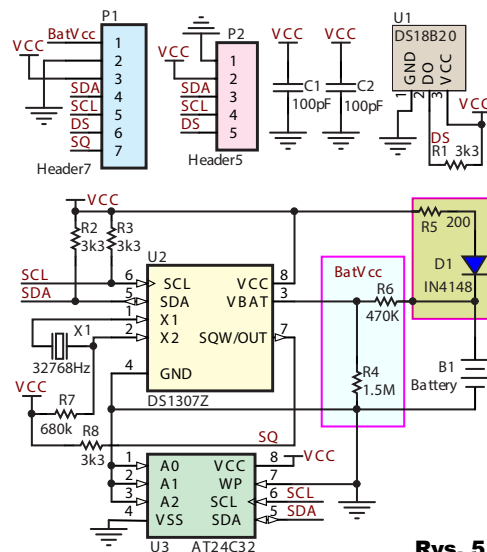 P1
BatVcc 1
VCC 2
3
SDA 4
SCL 5
DS 6
SQ 7
Header7
P2
VCC 1
2
SDA 3
SCL 4
DS 5
Header5
VCC
C1
100pF
VCC
C2
100pF
U1
DS18B20
GND DO VCC
1 2 3
VCC
DS
R1 3k3
VCC
R2
3k3
R3
3k3
SCL
SDA
X1
32768Hz
VCC
R7
680k
R8
3k3
SQ
U2
6 SCL VCC 8
5 SDA VBAT 3
1 X1
2 X2 SQW/OUT 7
4 GND
DS1307Z
BatVcc
R6
470K
R4
1.5M
R5 200
D1
IN4148
B1
Battery
1 A0 VCC 8 VCC
2 A1 WP 7
3 A2 SCL 6 SCL
4 VSS SDA 5 SDA
U3 AT24C32
Rys. 5